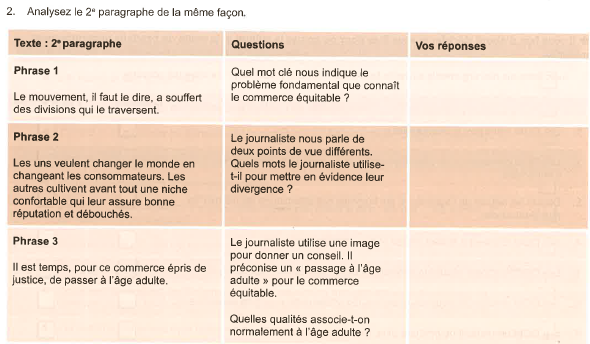 2. Analysez le 2e paragraphe de la même façon.
Texte : 2e paragraphe
Questions
Vos réponses
Phrase 1
Le mouvement, il faut le dire, a souffert
des divisions qui le traversent.
Quel mot clé nous indique le
problème fondamental que connaît
le commerce équitable ?
Phrase 2
Les uns veulent changer le monde en
changeant les consommateurs. Les
autres cultivent avant tout une niche
confortable qui leur assure bonne
réputation et débouchés.
Le journaliste nous parle de
deux points de vue différents.
Quels mots le journaliste utilise-
t-il pour mettre en évidence leur
divergence ?
Phrase 3
Il est temps, pour ce commerce épris de
justice, de passer à l'âge adulte.
Le journaliste utilise une image
pour donner un conseil. Il
préconise un « passage à l'âge
adulte » pour le commerce
équitable.
Quelles qualités associe-t-on
normalement à l'âge adulte ?